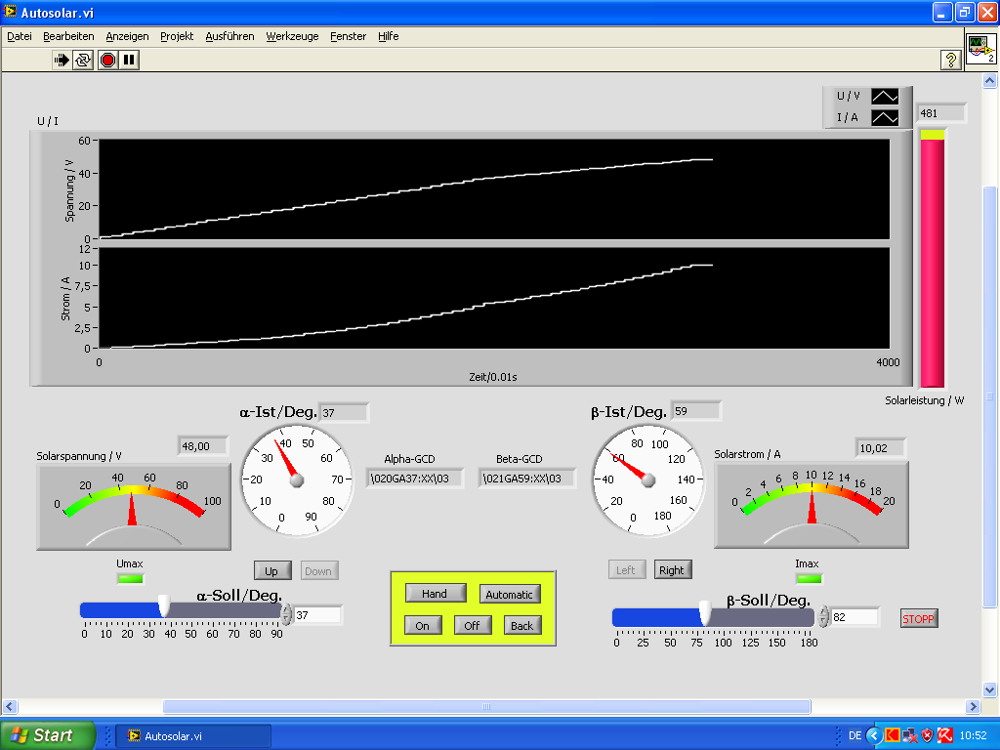 Autosolar.vi
Datei Bearbeiten Anzeigen Projekt Ausführen Werkzeuge Fenster Hilfe
?
2
U / V
I / A
481
U / I
60
40
20
0
Spannung / V
12
10
7,5
5
2,5
0
Strom / A
0 4000
Zeit/0.01s
Solarleistung / W
α-Ist/Deg. 37
β-Ist/Deg. 59
Solarspannung / V 48,00
0 20 40 60 80 100
0 10 20 30 40 50 60 70 80 90
Alpha-GCD
\020GA37:XX\03
Beta-GCD
\021GA59:XX\03
0 20 40 60 80 100 120 140 160 180
Solarstrom / A 10,02
0 2 4 6 8 10 12 14 16 18 20
Umax
Up Down
Left Right
Imax
α-Soll/Deg.
37
0 10 20 30 40 50 60 70 80 90
Hand Automatic
On Off Back
β-Soll/Deg.
82
0 25 50 75 100 125 150 180
STOPP
Start Autosolar.vi DE 10:52